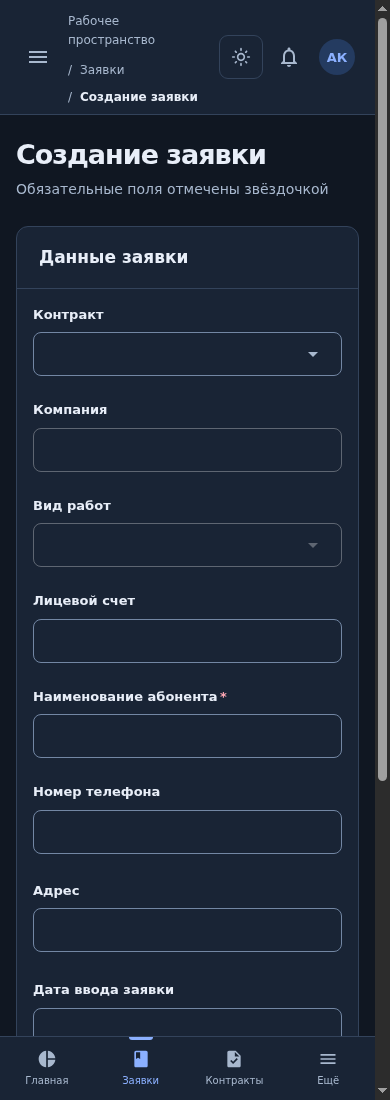 Рабочее
пространство
/ Заявки
/ Создание заявки
АК
Создание заявки
Обязательные поля отмечены звёздочкой
Данные заявки
Контракт
Компания
Вид работ
Лицевой счет
Наименование абонента *
Номер телефона
Адрес
Дата ввода заявки
Главная
Заявки
Контракты
Ещё